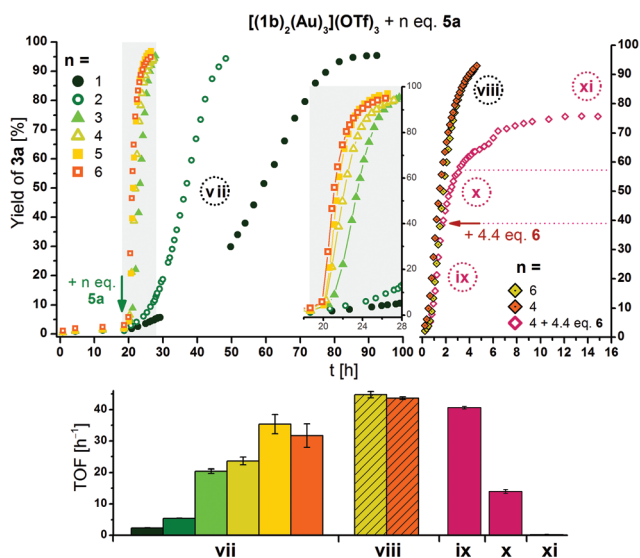 [(1b)₂(Au)₃](OTf)₃ + n eq. 5a
Yield of 3a [%]
100
90
80
70
60
50
40
30
20
10
0
n =
1
2
3
4
5
6
+ n eq.
5a
vii
100
80
60
40
20
0
20 22 24 26 28
0 10 20 30 40 50 60 70 80 90 100
t [h]
viii
xi
x
+ 4.4 eq. 6
ix
n =
6
4
4 + 4.4 eq. 6
100
90
80
70
60
50
40
30
20
10
0
0 2 4 6 8 10 12 14 16
TOF [h⁻¹]
40
30
20
10
0
vii viii ix x xi